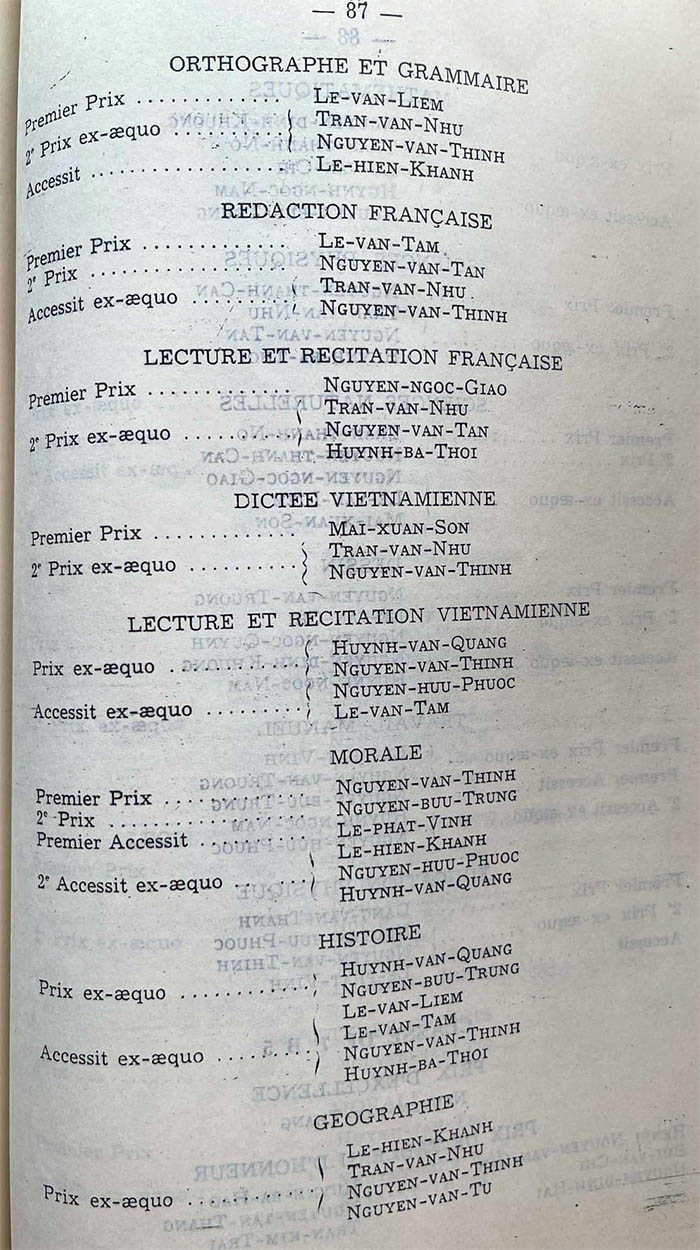 — 87 —
ORTHOGRAPHE ET GRAMMAIRE
Premier Prix .............. LE-VAN-LIEM
2e Prix ex-æquo .......... { TRAN-VAN-NHU
NGUYEN-VAN-THINH
Accessit .................. LE-HIEN-KHANH
REDACTION FRANÇAISE
Premier Prix .............. LE-VAN-TAM
2e Prix ................... NGUYEN-VAN-TAN
Accessit ex-æquo .......... { TRAN-VAN-NHU
NGUYEN-VAN-THINH
LECTURE ET RECITATION FRANÇAISE
Premier Prix .............. NGUYEN-NGOC-GIAO
TRAN-VAN-NHU
2e Prix ex-æquo .......... { NGUYEN-VAN-TAN
HUYNH-BA-THOI
DICTEE VIETNAMIENNE
Premier Prix .............. MAI-XUAN-SON
2e Prix ex-æquo .......... { TRAN-VAN-NHU
NGUYEN-VAN-THINH
LECTURE ET RECITATION VIETNAMIENNE
HUYNH-VAN-QUANG
Prix ex-æquo ............. { NGUYEN-VAN-THINH
NGUYEN-HUU-PHUOC
Accessit ex-æquo ......... { LE-VAN-TAM
MORALE
Premier Prix .............. NGUYEN-VAN-THINH
2e Prix ................... NGUYEN-BUU-TRUNG
Premier Accessit .......... LE-PHAT-VINH
LE-HIEN-KHANH
2e Accessit ex-æquo ...... { NGUYEN-HUU-PHUOC
HUYNH-VAN-QUANG
HISTOIRE
HUYNH-VAN-QUANG
Prix ex-æquo ............. { NGUYEN-BUU-TRUNG
LE-VAN-LIEM
LE-VAN-TAM
Accessit ex-æquo ......... { NGUYEN-VAN-THINH
HUYNH-BA-THOI
GEOGRAPHIE
LE-HIEN-KHANH
TRAN-VAN-NHU
Prix ex-æquo ............. { NGUYEN-VAN-THINH
NGUYEN-VAN-TU